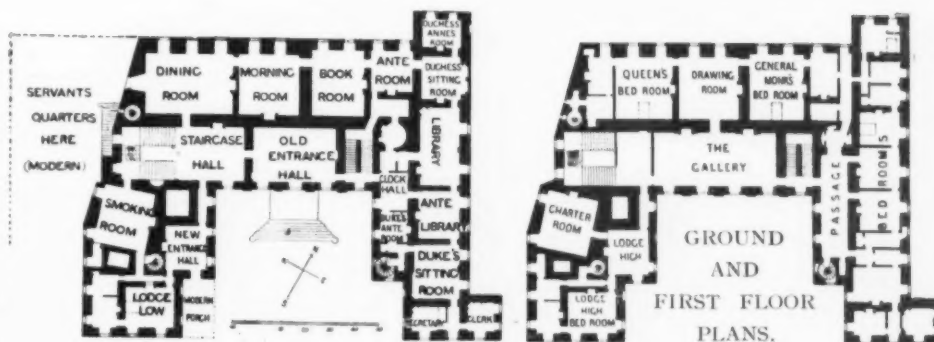 DUCHESS
ANNES
ROOM
DINING
ROOM
MORNING
ROOM
BOOK
ROOM
ANTE
ROOM
DUCHESS
SITTING
ROOM
SERVANTS
QUARTERS
HERE
(MODERN)
UP
STAIRCASE
HALL
OLD
ENTRANCE
HALL
LIBRARY
CLOCK
HALL
DUKES
ANTE
ROOM
ANTE
LIBRARY
SMOKING
ROOM
NEW
ENTRANCE
HALL
DUKE'S
SITTING
ROOM
LODGE
LOW
MODERN
PORCH
SECRETARY
CLERK
QUEEN'S
BED ROOM
DRAWING
ROOM
GENERAL
MONK'S
BED ROOM
THE
GALLERY
PASSAGE
BED ROOMS
CHARTER
ROOM
LODGE
HIGH
LODGE
HIGH
BED ROOM
GROUND
AND
FIRST FLOOR
PLANS.